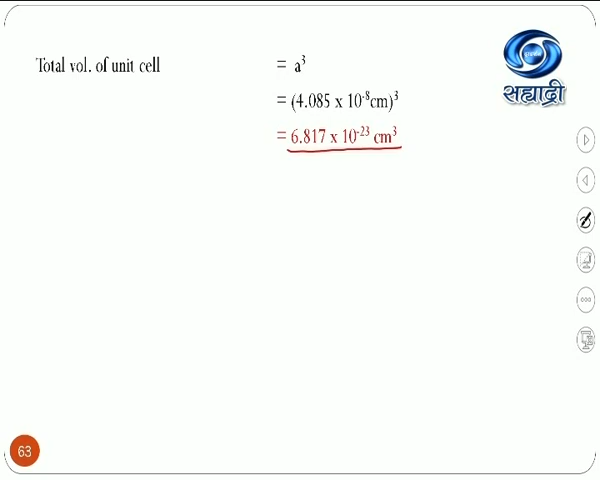 Total vol. of unit cell = a³
= (4.085 x 10⁻⁸cm)³
= 6.817 x 10⁻²³ cm³
सह्याद्री
63